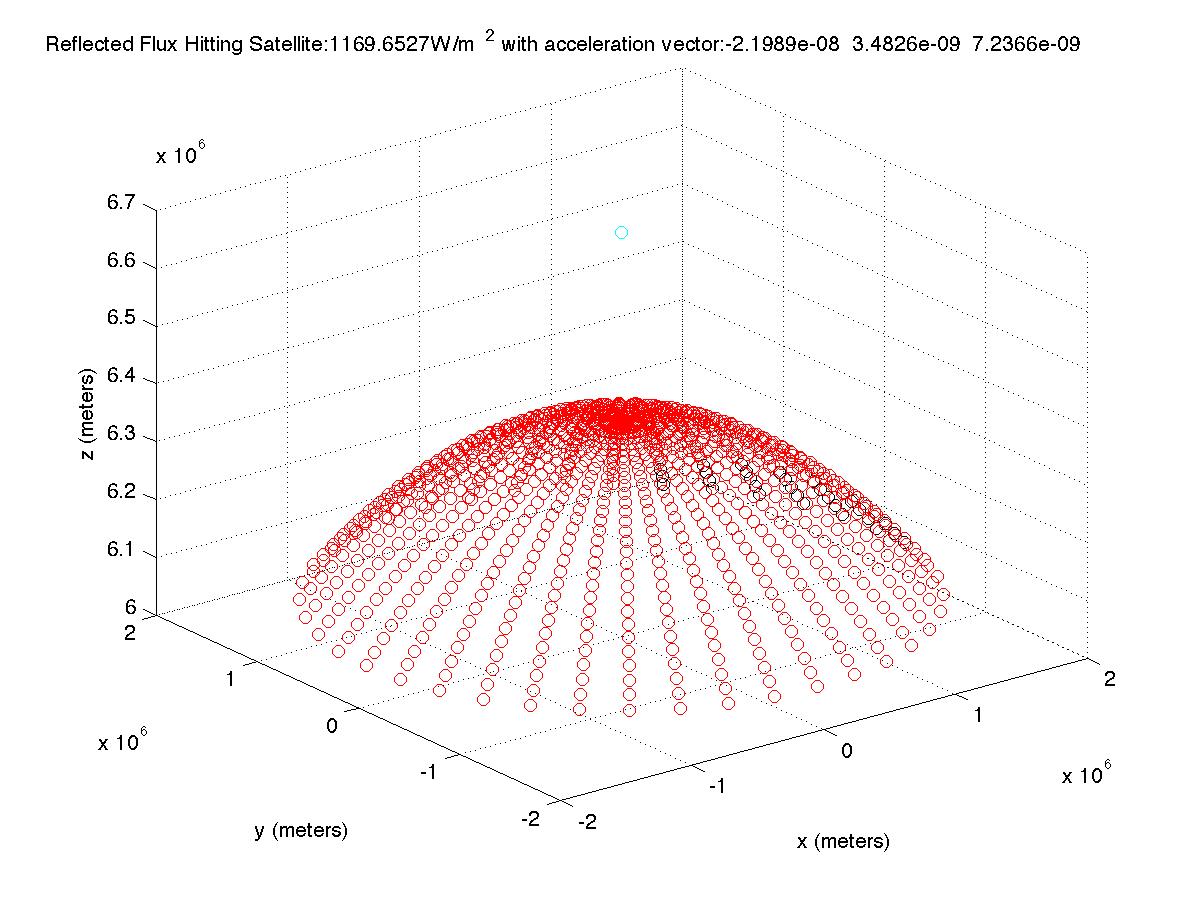 Reflected Flux Hitting Satellite:1169.6527W/m 2 with acceleration vector:-2.1989e-08 3.4826e-09 7.2366e-09
x 10^6
6.7
6.6
6.5
6.4
6.3
6.2
6.1
6
z (meters)
2
1
0
-1
-2
x 10^6
y (meters)
-2
-1
0
1
2
x 10^6
x (meters)